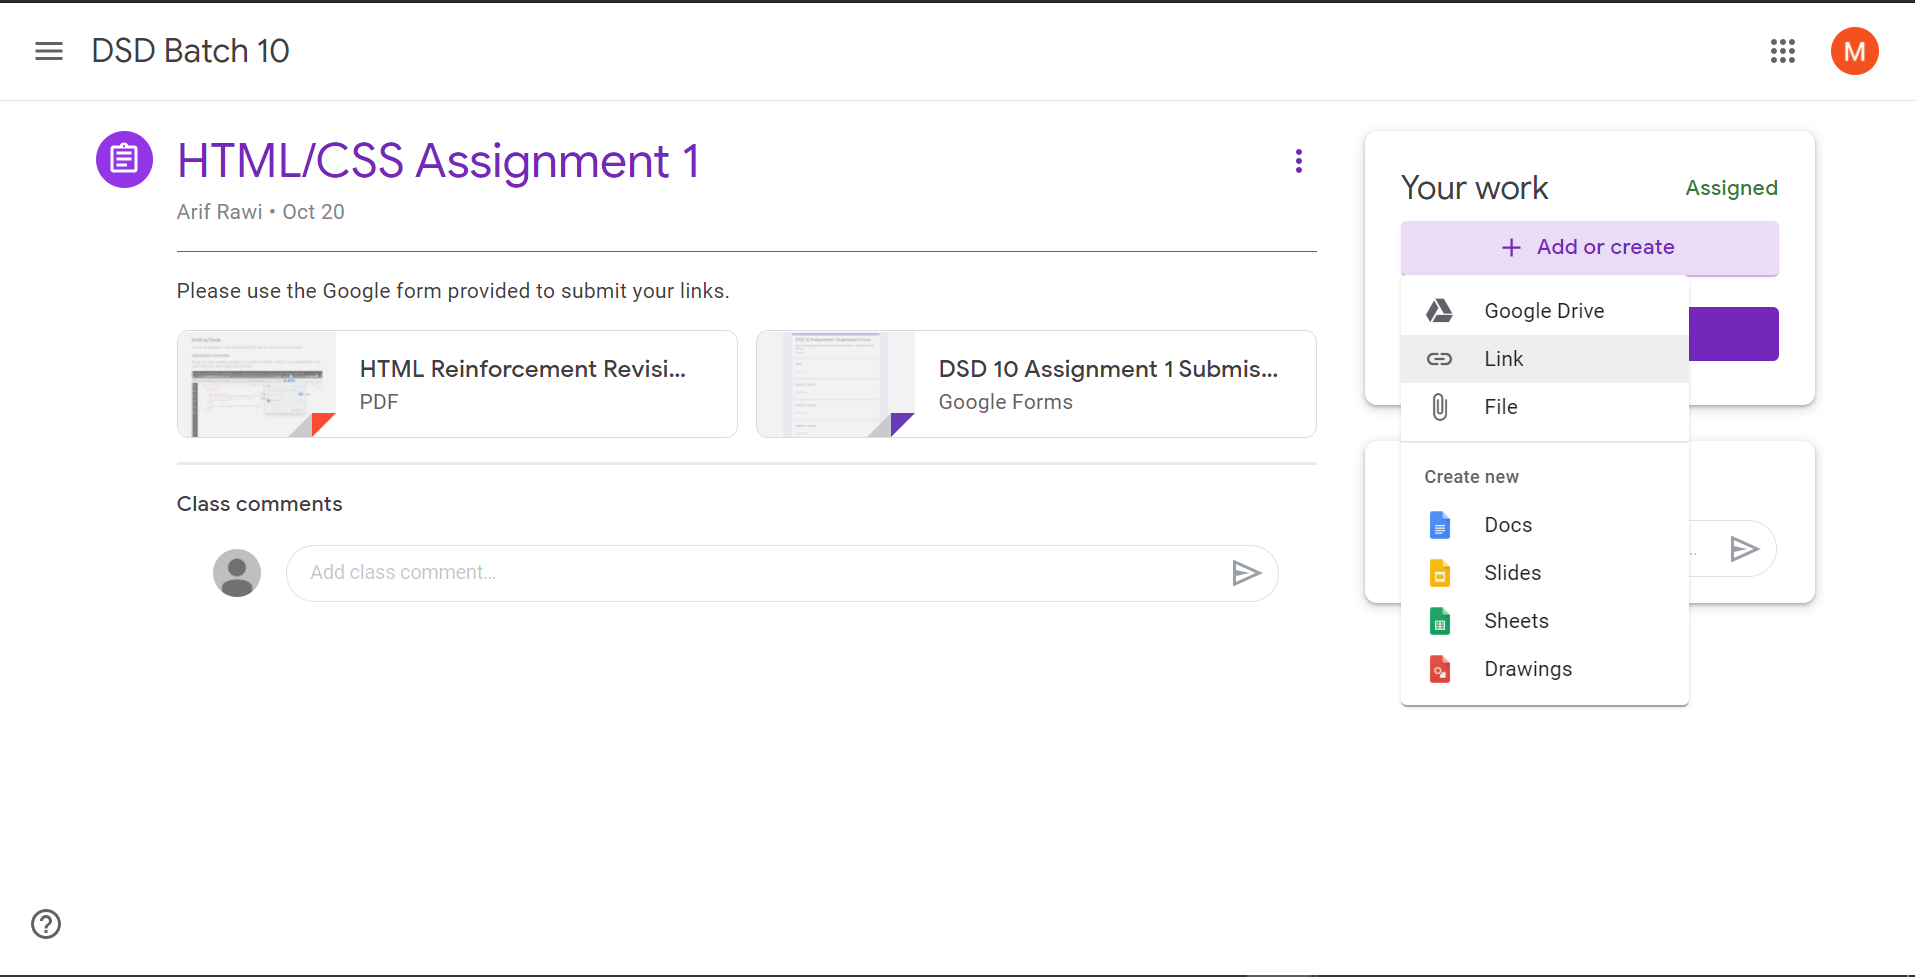 DSD Batch 10
M
HTML/CSS Assignment 1
Arif Rawi • Oct 20
Please use the Google form provided to submit your links.
HTML Reinforcement Revisi...
PDF
DSD 10 Assignment 1 Submis...
Google Forms
Class comments
Add class comment...
Your work
Assigned
+ Add or create
Google Drive
Link
File
Create new
Docs
Slides
Sheets
Drawings